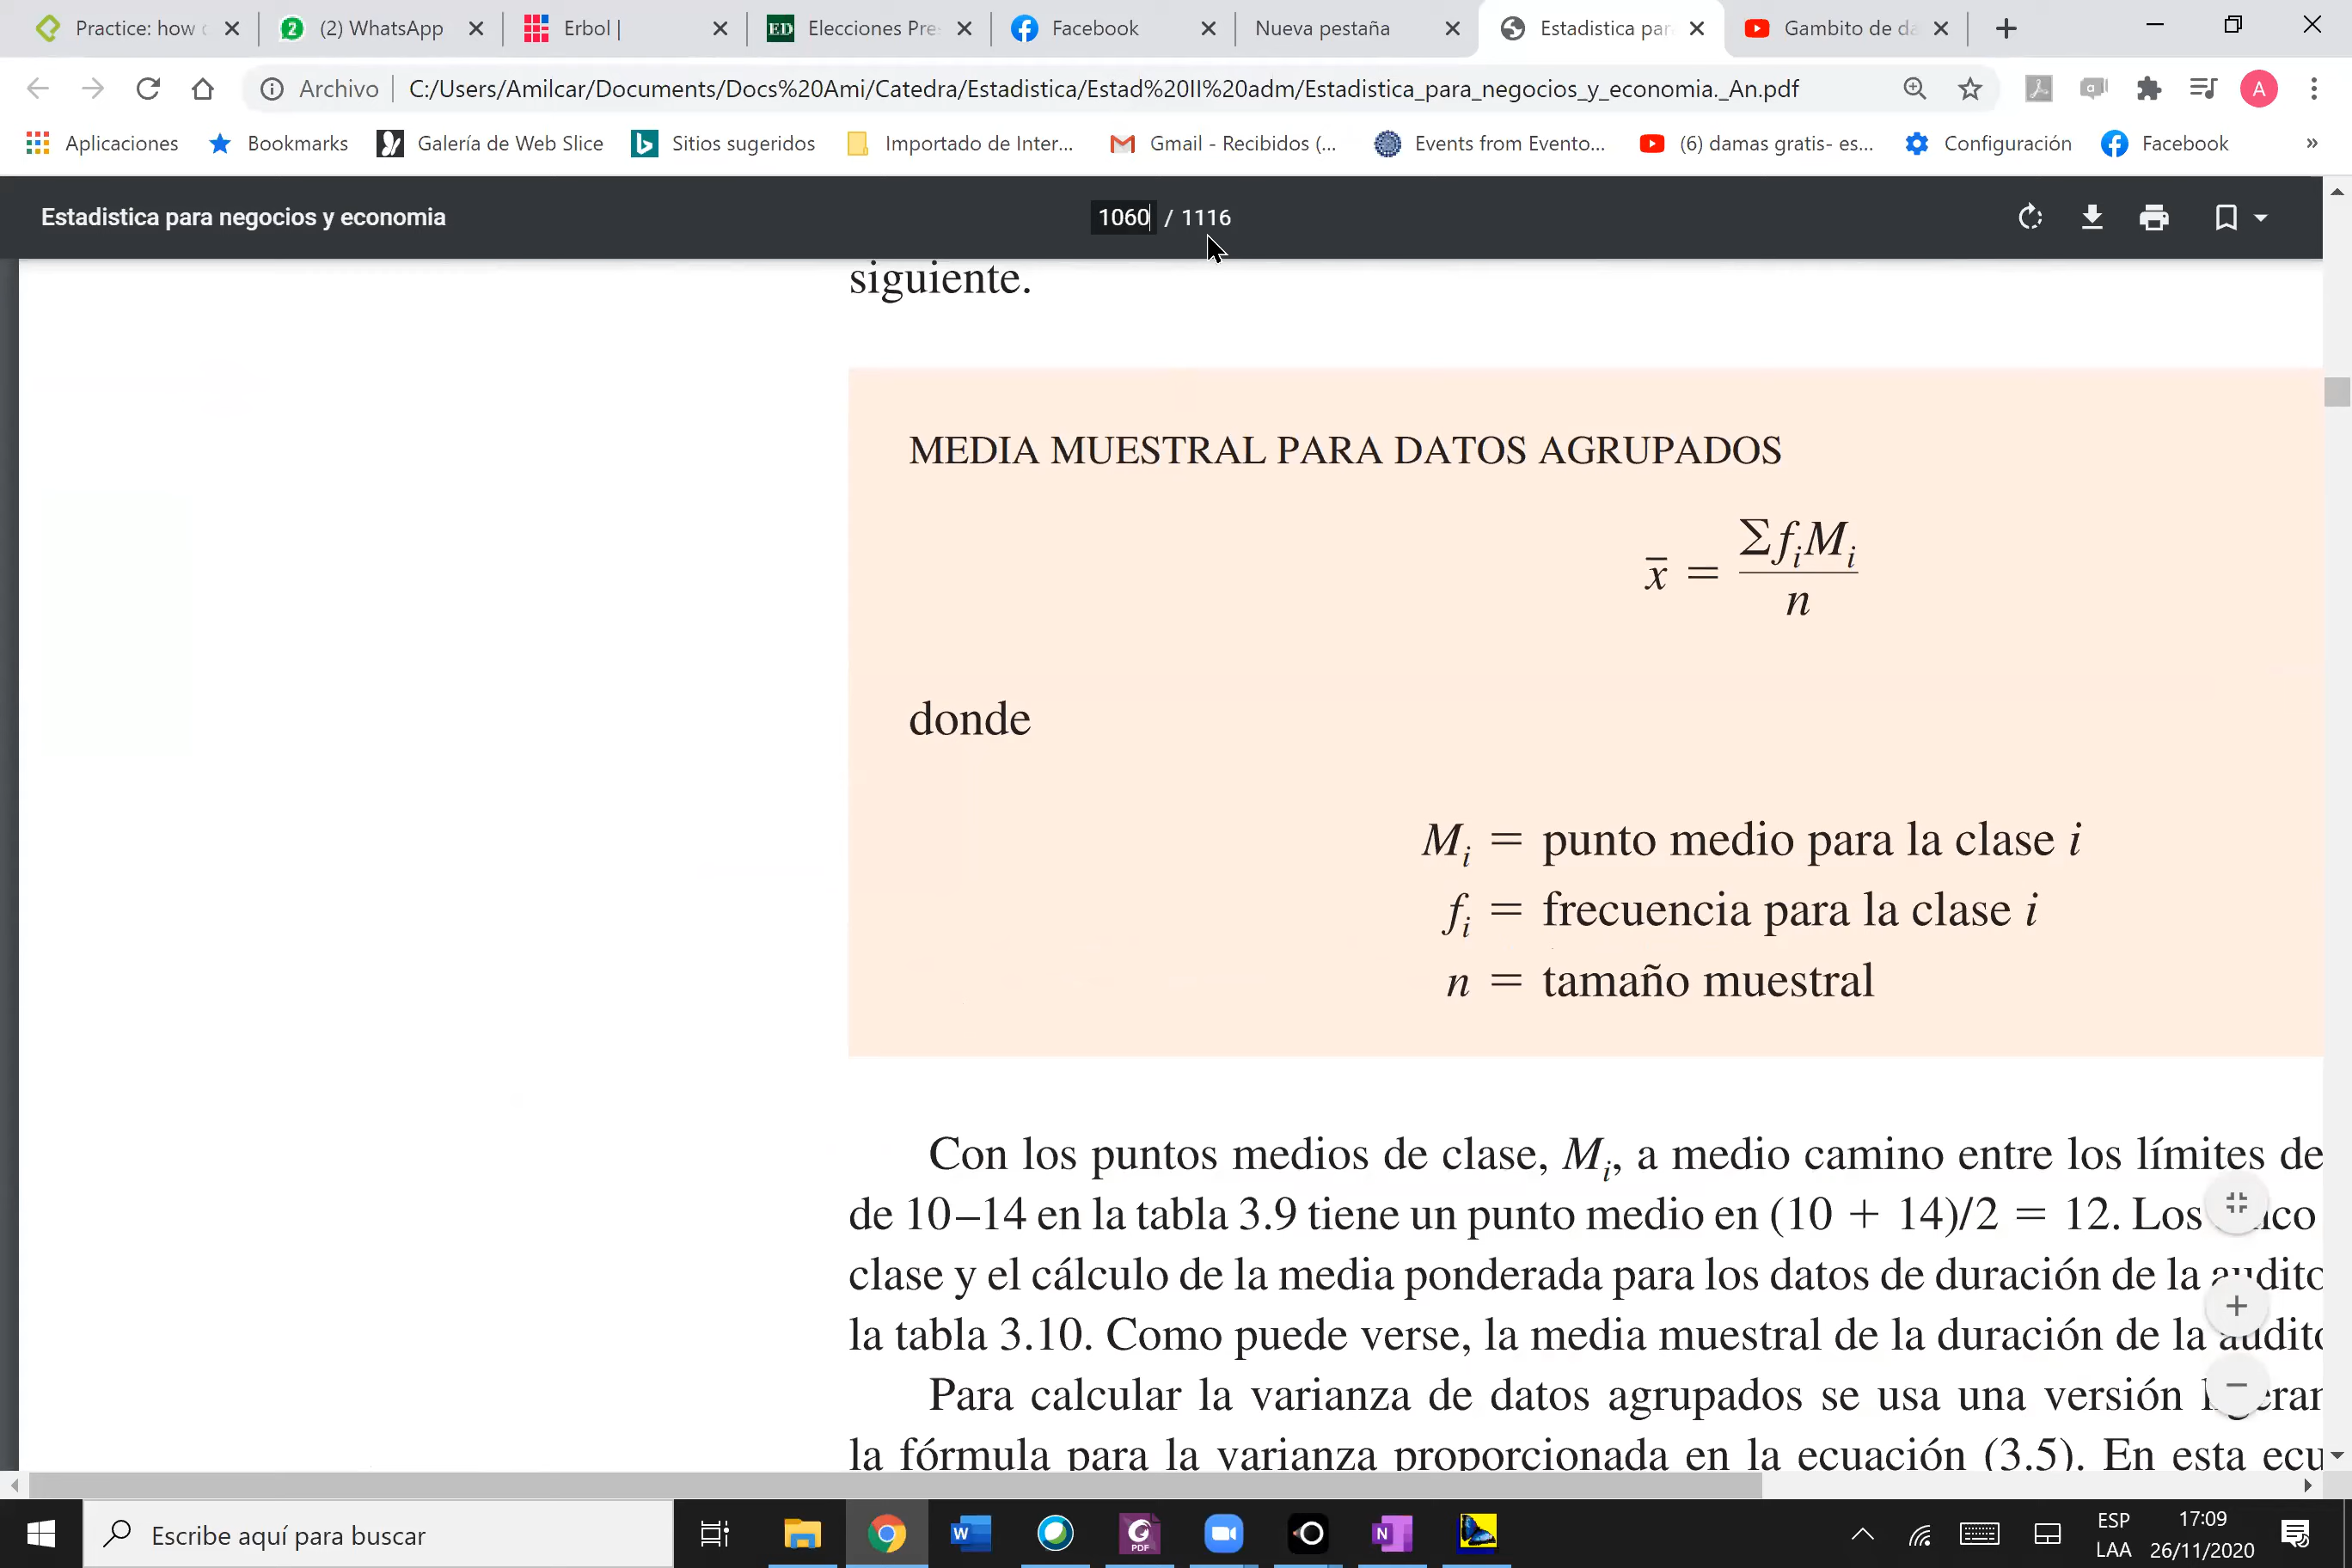 Practice: how
(2) WhatsApp
Erbol |
Elecciones Pre
Facebook
Nueva pestaña
Estadistica par
Gambito de da
Archivo
C:/Users/Amilcar/Documents/Docs%20Ami/Catedra/Estadistica/Estad%20II%20adm/Estadistica_para_negocios_y_economia._An.pdf
A
Aplicaciones
Bookmarks
Galería de Web Slice
Sitios sugeridos
Importado de Inter...
Gmail - Recibidos (...
Events from Evento...
(6) damas gratis- es...
Configuración
Facebook
»
Estadistica para negocios y economia
1060 / 1116
siguiente.
MEDIA MUESTRAL PARA DATOS AGRUPADOS
x̄ = Σf_i M_i / n
donde
M_i = punto medio para la clase i
f_i = frecuencia para la clase i
n = tamaño muestral
Con los puntos medios de clase, M_i, a medio camino entre los límites de
de 10–14 en la tabla 3.9 tiene un punto medio en (10 + 14)/2 = 12. Los
clase y el cálculo de la media ponderada para los datos de duración de la
la tabla 3.10. Como puede verse, la media muestral de la duración de la
Para calcular la varianza de datos agrupados se usa una versión
la fórmula para la varianza proporcionada en la ecuación (3.5). En esta ecu
Escribe aquí para buscar
ESP
LAA
17:09
26/11/2020